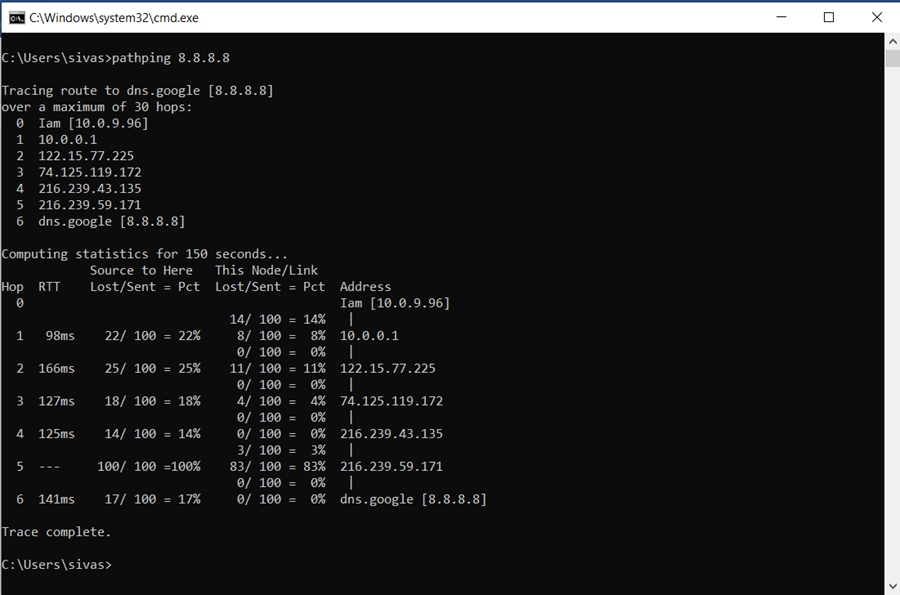 C:\Windows\system32\cmd.exe
C:\Users\sivas>pathping 8.8.8.8
Tracing route to dns.google [8.8.8.8]
over a maximum of 30 hops:
  0  Iam [10.0.9.96]
  1  10.0.0.1
  2  122.15.77.225
  3  74.125.119.172
  4  216.239.43.135
  5  216.239.59.171
  6  dns.google [8.8.8.8]
Computing statistics for 150 seconds...
            Source to Here   This Node/Link
Hop  RTT    Lost/Sent = Pct  Lost/Sent = Pct  Address
  0                                           Iam [10.0.9.96]
                               14/ 100 = 14%   |
  1   98ms    22/ 100 = 22%     8/ 100 =  8%  10.0.0.1
                                0/ 100 =  0%   |
  2  166ms    25/ 100 = 25%    11/ 100 = 11%  122.15.77.225
                                0/ 100 =  0%   |
  3  127ms    18/ 100 = 18%     4/ 100 =  4%  74.125.119.172
                                0/ 100 =  0%   |
  4  125ms    14/ 100 = 14%     0/ 100 =  0%  216.239.43.135
                                3/ 100 =  3%   |
  5  ---     100/ 100 =100%    83/ 100 = 83%  216.239.59.171
                                0/ 100 =  0%   |
  6  141ms    17/ 100 = 17%     0/ 100 =  0%  dns.google [8.8.8.8]
Trace complete.
C:\Users\sivas>